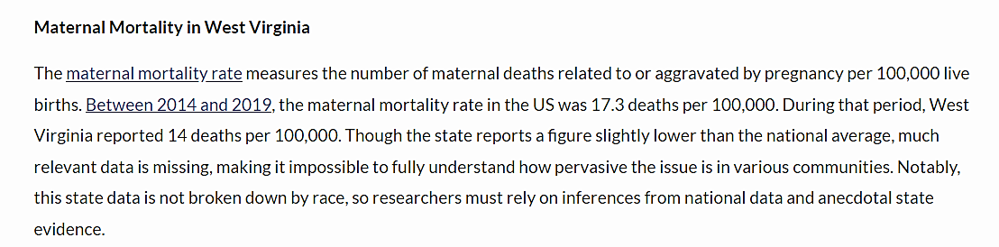 Maternal Mortality in West Virginia
The maternal mortality rate measures the number of maternal deaths related to or aggravated by pregnancy per 100,000 live
births. Between 2014 and 2019, the maternal mortality rate in the US was 17.3 deaths per 100,000. During that period, West
Virginia reported 14 deaths per 100,000. Though the state reports a figure slightly lower than the national average, much
relevant data is missing, making it impossible to fully understand how pervasive the issue is in various communities. Notably,
this state data is not broken down by race, so researchers must rely on inferences from national data and anecdotal state
evidence.